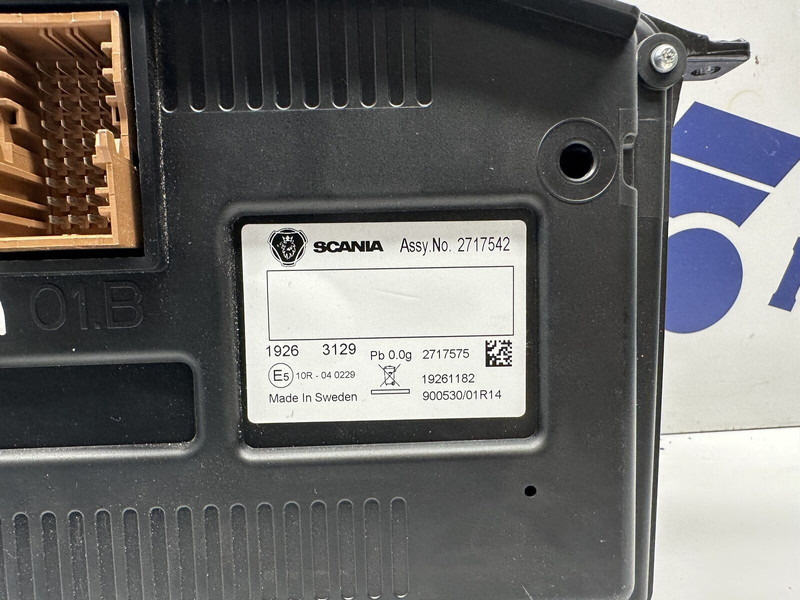 SCANIA Assy.No. 2717542
1926 3129 Pb 0.0g 2717575
E5 10R - 04 0229 19261182
Made In Sweden 900530/01R14
01.B